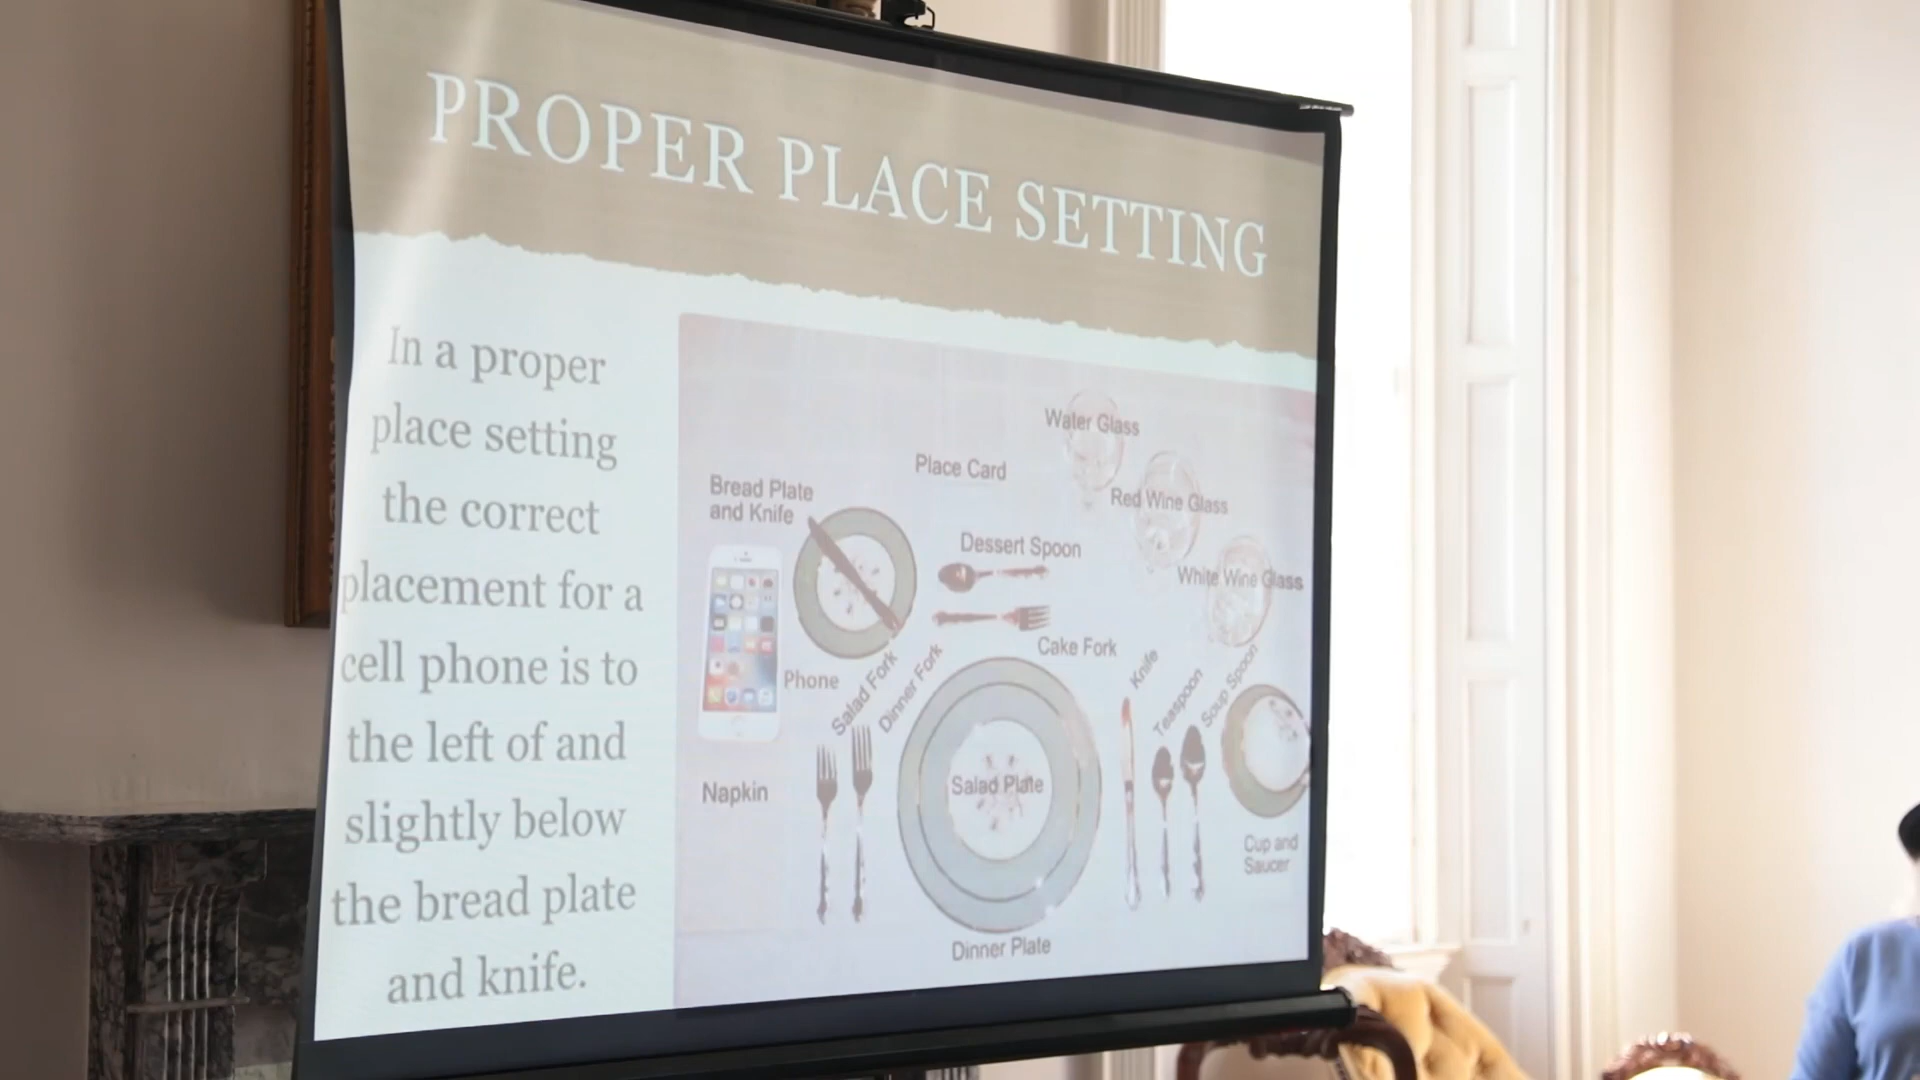 PROPER PLACE SETTING
In a proper
place setting
the correct
placement for a
cell phone is to
the left of and
slightly below
the bread plate
and knife.
Water Glass
Place Card
Bread Plate
and Knife
Red Wine Glass
Dessert Spoon
White Wine Glass
Cake Fork
Phone
Salad Fork
Dinner Fork
Knife
Teaspoon
Soup Spoon
Napkin
Salad Plate
Cup and
Saucer
Dinner Plate